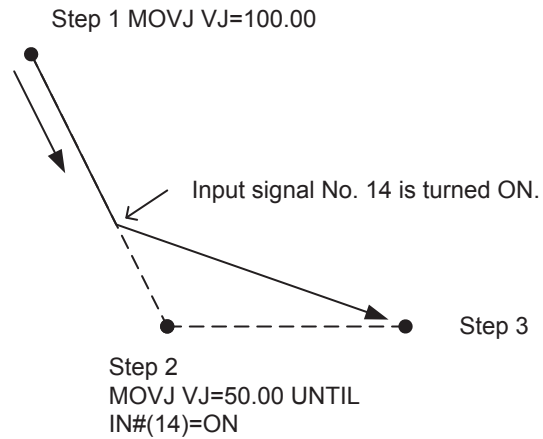 Step 1 MOVJ VJ=100.00
Input signal No. 14 is turned ON.
Step 3
Step 2
MOVJ VJ=50.00 UNTIL
IN#(14)=ON